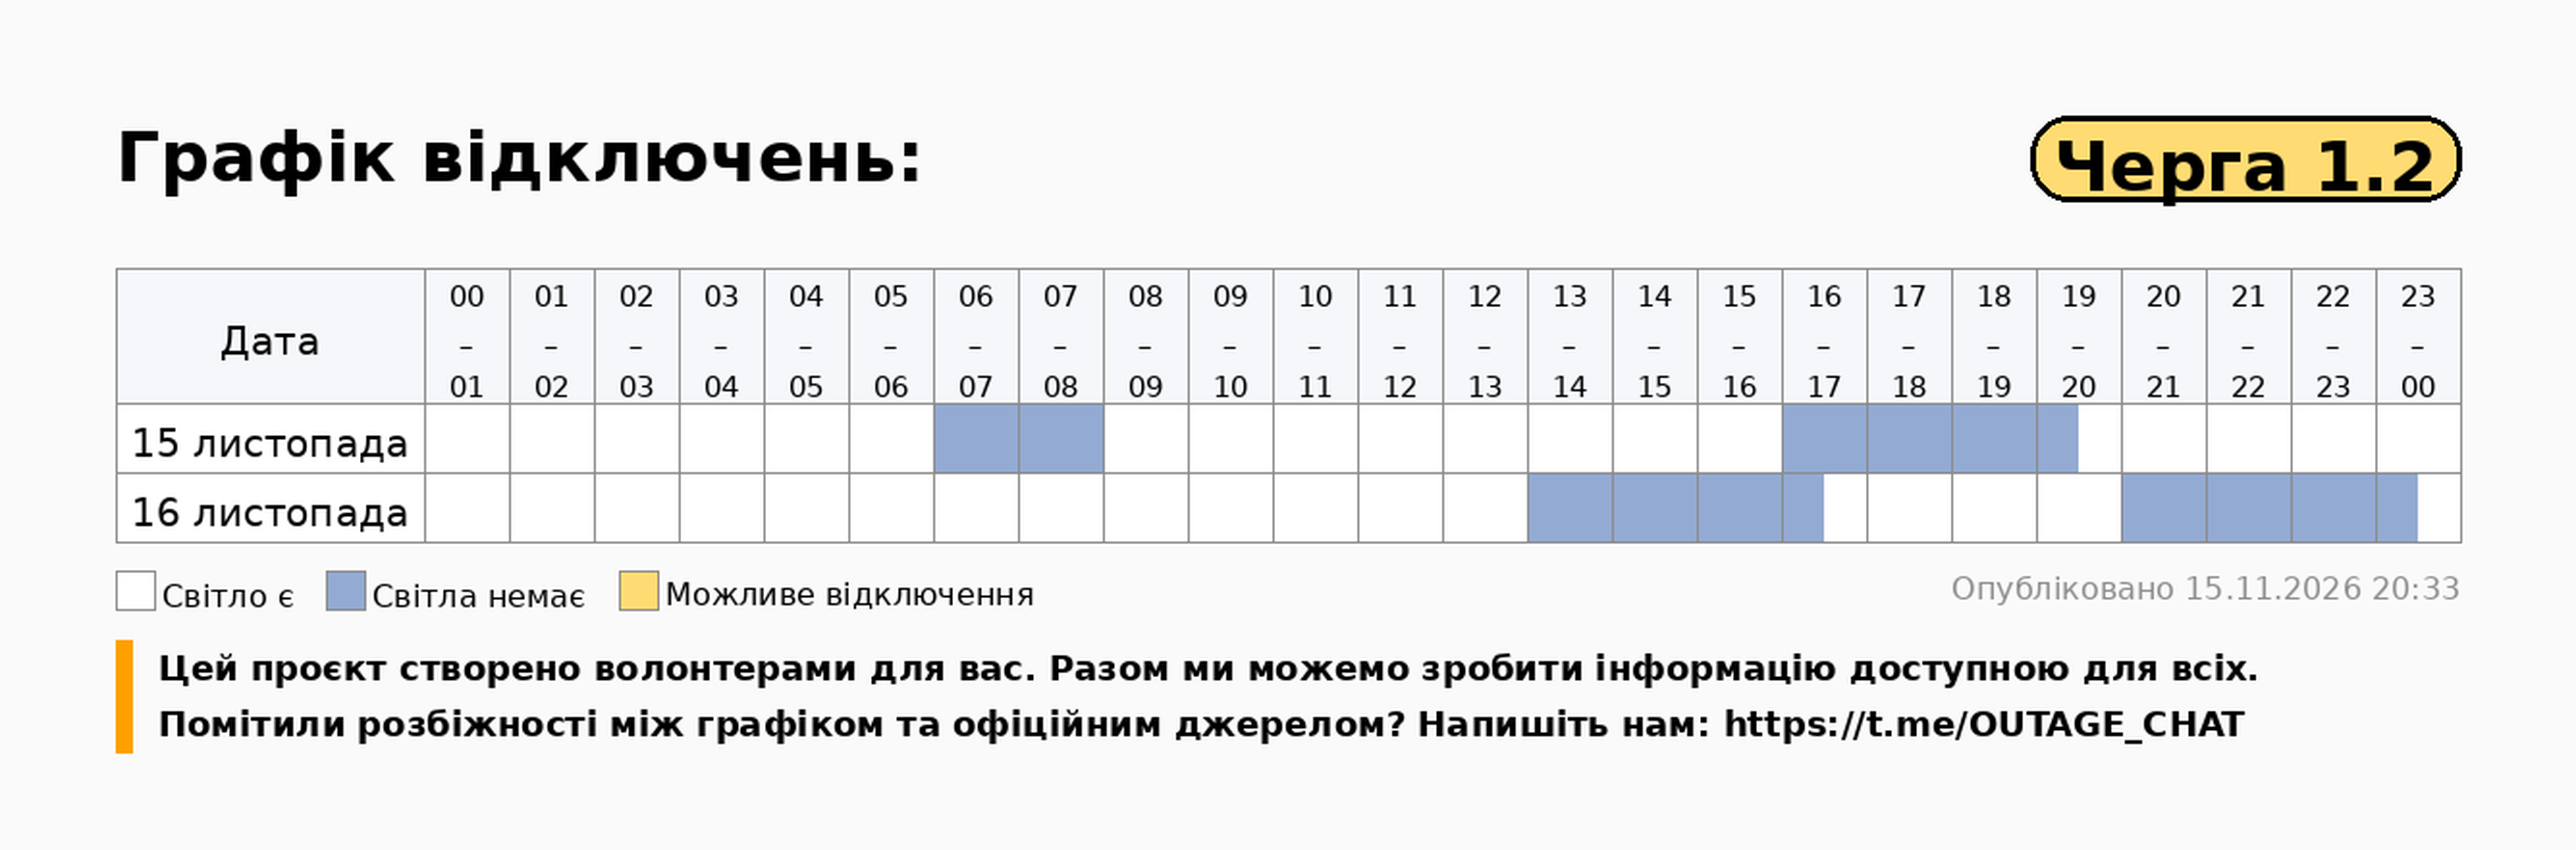 Графік відключень:
Черга 1.2
Дата
00 – 01
01 – 02
02 – 03
03 – 04
04 – 05
05 – 06
06 – 07
07 – 08
08 – 09
09 – 10
10 – 11
11 – 12
12 – 13
13 – 14
14 – 15
15 – 16
16 – 17
17 – 18
18 – 19
19 – 20
20 – 21
21 – 22
22 – 23
23 – 00
15 листопада
16 листопада
Світло є
Світла немає
Можливе відключення
Опубліковано 15.11.2026 20:33
Цей проєкт створено волонтерами для вас. Разом ми можемо зробити інформацію доступною для всіх.
Помітили розбіжності між графіком та офіційним джерелом? Напишіть нам: https://t.me/OUTAGE_CHAT